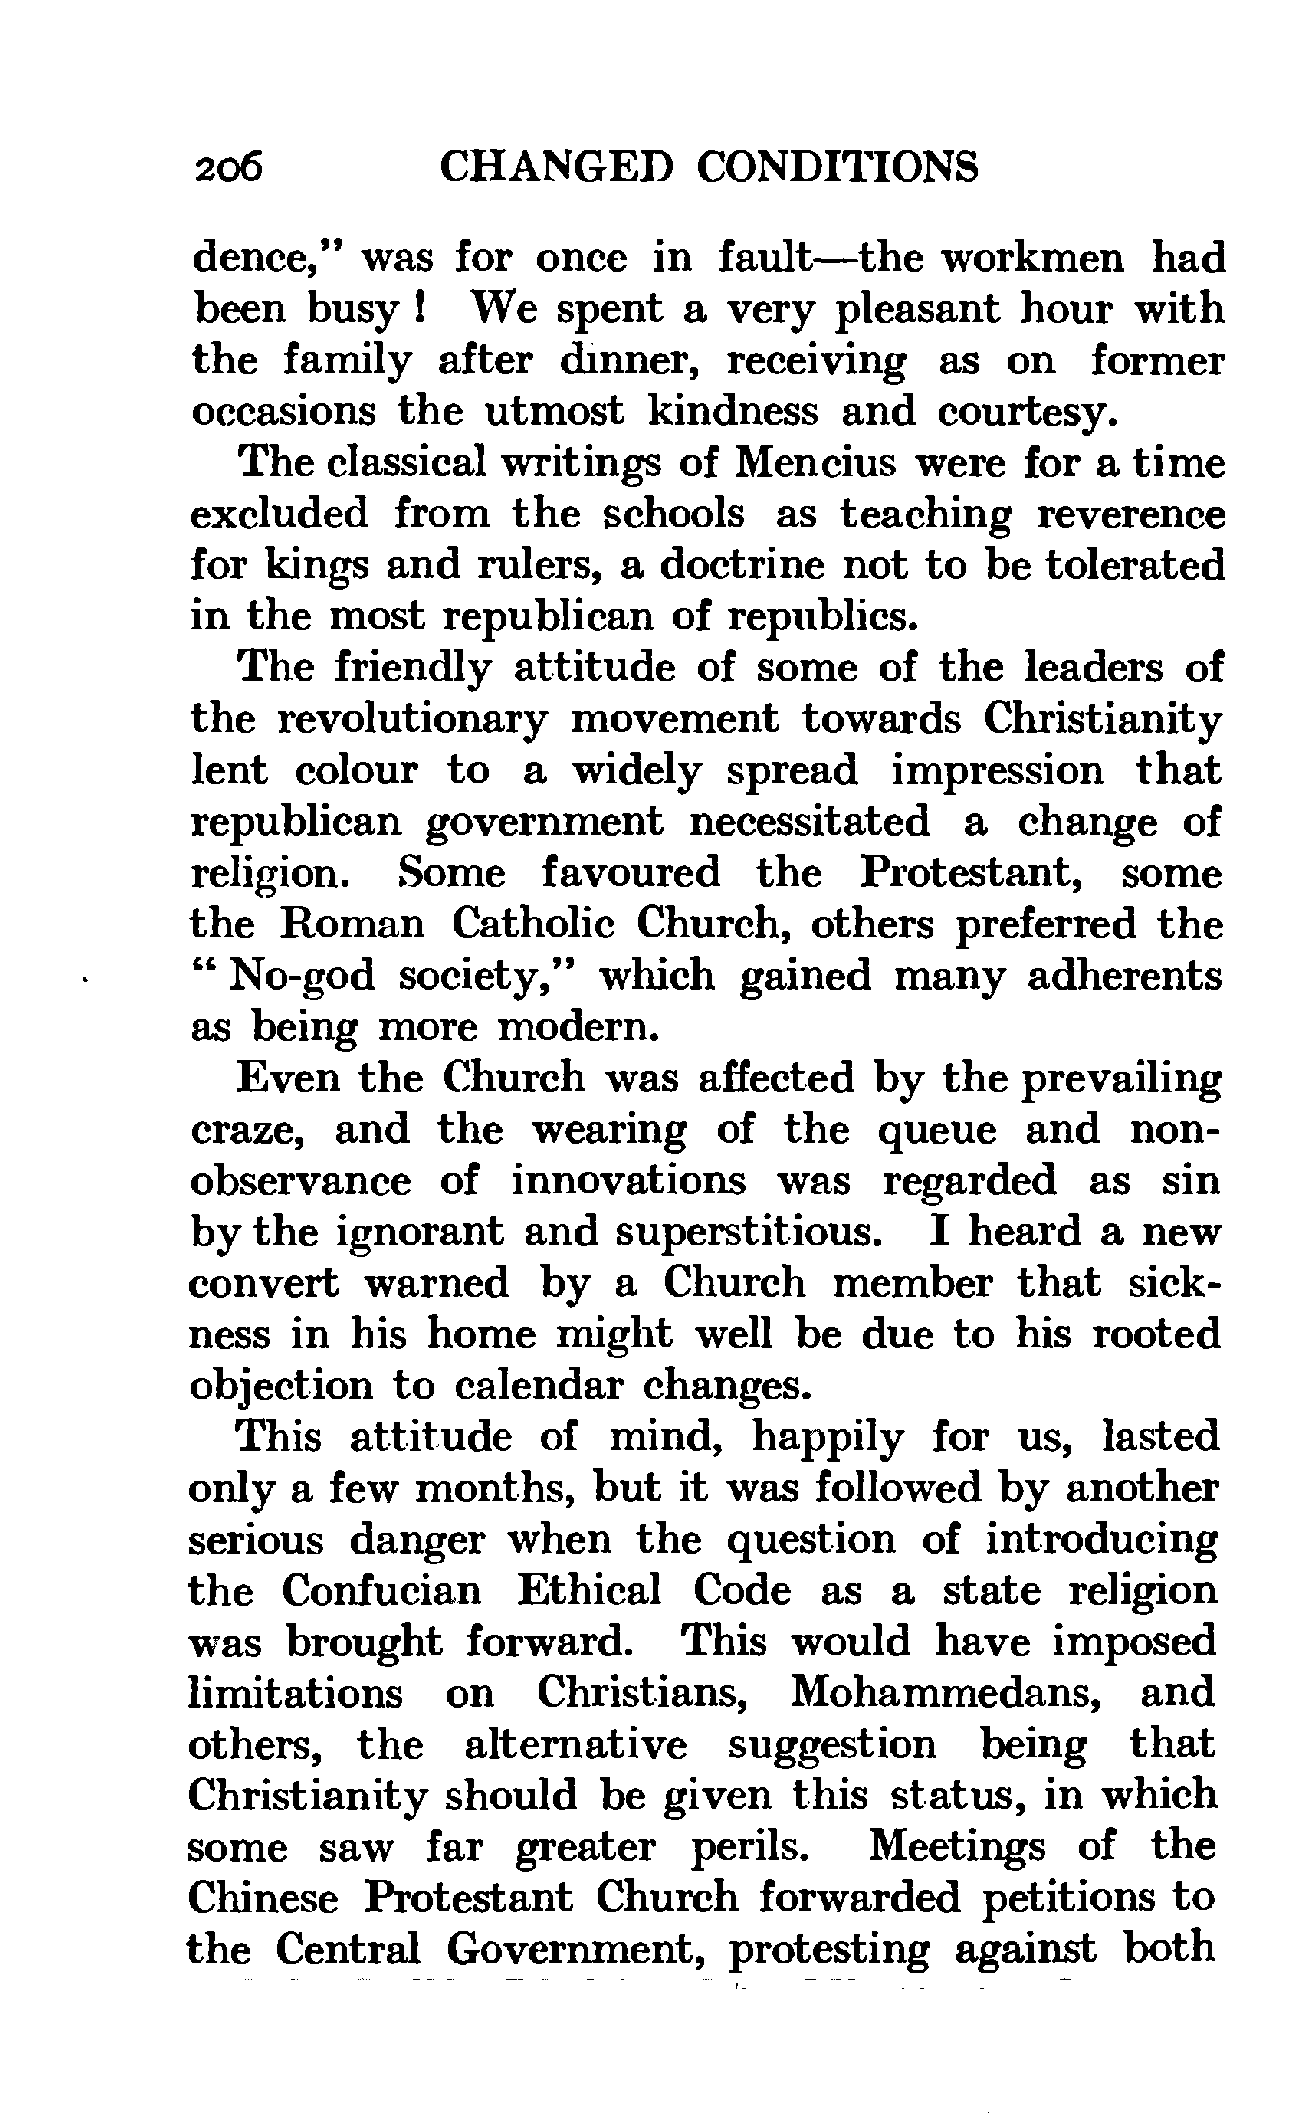 206 CHANGED CONDITIONS
dence," was for once in fault—the workmen had
been busy ! We spent a very pleasant hour with
the family after dinner, receiving as on former
occasions the utmost kindness and courtesy.
The classical writings of Mencius were for a time
excluded from the schools as teaching reverence
for kings and rulers, a doctrine not to be tolerated
in the most republican of republics.
The friendly attitude of some of the leaders of
the revolutionary movement towards Christianity
lent colour to a widely spread impression that
republican government necessitated a change of
religion. Some favoured the Protestant, some
the Roman Catholic Church, others preferred the
" No-god society," which gained many adherents
as being more modern.
Even the Church was affected by the prevailing
craze, and the wearing of the queue and non-
observance of innovations was regarded as sin
by the ignorant and superstitious. I heard a new
convert warned by a Church member that sick-
ness in his home might well be due to his rooted
objection to calendar changes.
This attitude of mind, happily for us, lasted
only a few months, but it was followed by another
serious danger when the question of introducing
the Confucian Ethical Code as a state religion
was brought forward. This would have imposed
limitations on Christians, Mohammedans, and
others, the alternative suggestion being that
Christianity should be given this status, in which
some saw far greater perils. Meetings of the
Chinese Protestant Church forwarded petitions to
the Central Government, protesting against both